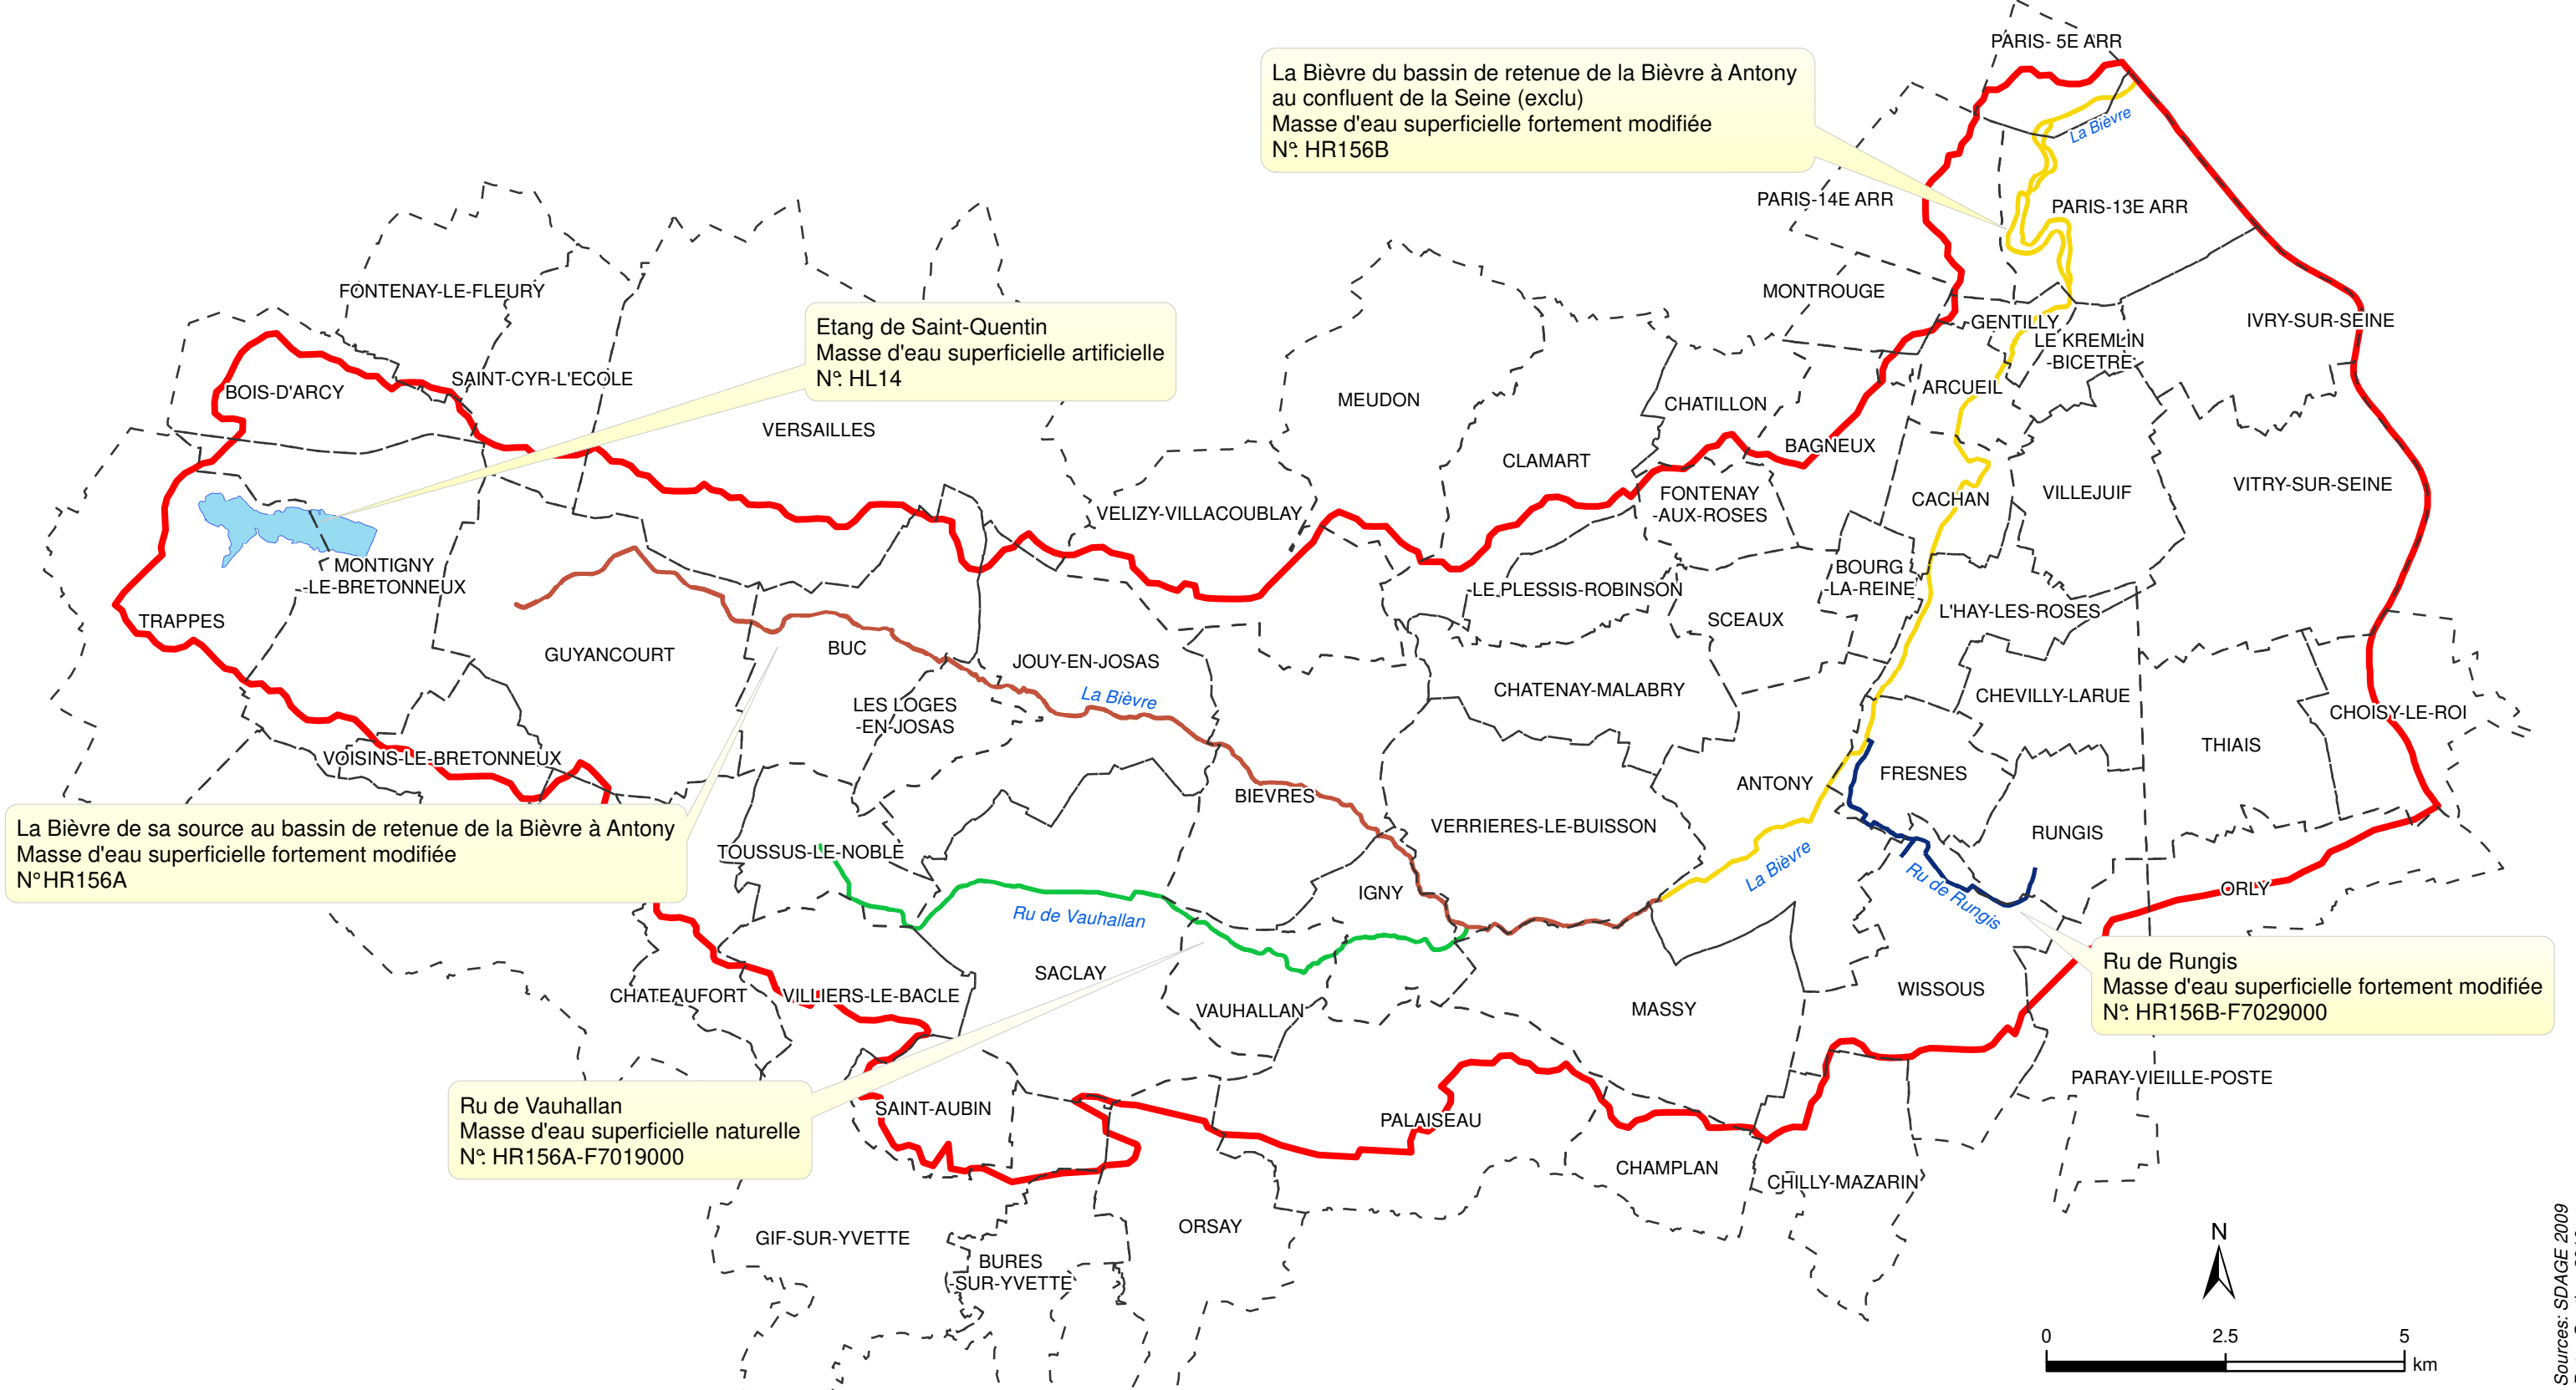 PARIS- 5E ARR
La Bièvre du bassin de retenue de la Bièvre à Antony
au confluent de la Seine (exclu)
Masse d'eau superficielle fortement modifiée
N°: HR156B
La Bièvre
PARIS-14E ARR
PARIS-13E ARR
FONTENAY-LE-FLEURY
MONTROUGE
Etang de Saint-Quentin
Masse d'eau superficielle artificielle
N°: HL14
GENTILLY
IVRY-SUR-SEINE
LE KREMLIN
-BICETRE
SAINT-CYR-L'ECOLE
BOIS-D'ARCY
ARCUEIL
MEUDON
CHATILLON
VERSAILLES
BAGNEUX
CLAMART
VITRY-SUR-SEINE
VILLEJUIF
CACHAN
FONTENAY
-AUX-ROSES
VELIZY-VILLACOUBLAY
MONTIGNY
-LE-BRETONNEUX
BOURG
-LA-REINE
LE PLESSIS-ROBINSON
L'HAY-LES-ROSES
TRAPPES
SCEAUX
GUYANCOURT
BUC
JOUY-EN-JOSAS
La Bièvre
CHATENAY-MALABRY
CHEVILLY-LARUE
LES LOGES
-EN-JOSAS
CHOISY-LE-ROI
THIAIS
VOISINS-LE-BRETONNEUX
FRESNES
ANTONY
BIEVRES
VERRIERES-LE-BUISSON
RUNGIS
La Bièvre de sa source au bassin de retenue de la Bièvre à Antony
Masse d'eau superficielle fortement modifiée
N° HR156A
TOUSSUS-LE-NOBLE
La Bièvre
IGNY
ORLY
Ru de Rungis
Ru de Vauhallan
SACLAY
Ru de Rungis
Masse d'eau superficielle fortement modifiée
N°: HR156B-F7029000
CHATEAUFORT
VILLIERS-LE-BACLE
WISSOUS
VAUHALLAN
MASSY
PARAY-VIEILLE-POSTE
Ru de Vauhallan
Masse d'eau superficielle naturelle
N°: HR156A-F7019000
SAINT-AUBIN
PALAISEAU
CHAMPLAN
CHILLY-MAZARIN
ORSAY
GIF-SUR-YVETTE
BURES
-SUR-YVETTE
N
0 2.5 5
km
Sources: SDAGE 2009